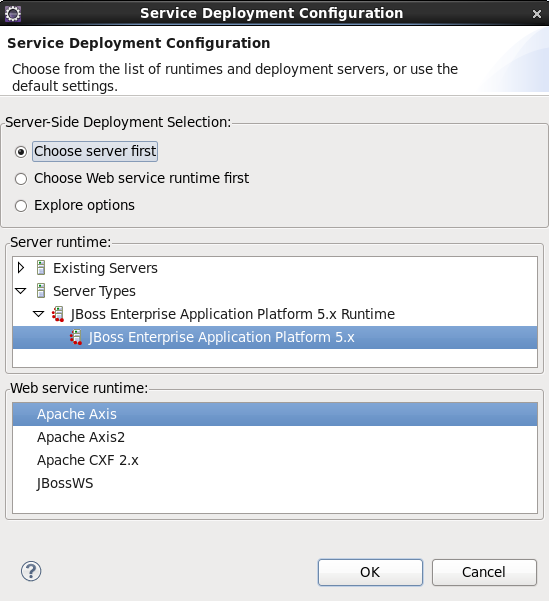 Service Deployment Configuration
Service Deployment Configuration
Choose from the list of runtimes and deployment servers, or use the
default settings.
Server-Side Deployment Selection:
Choose server first
Choose Web service runtime first
Explore options
Server runtime:
Existing Servers
Server Types
JBoss Enterprise Application Platform 5.x Runtime
JBoss Enterprise Application Platform 5.x
Web service runtime:
Apache Axis
Apache Axis2
Apache CXF 2.x
JBossWS
?
OK
Cancel